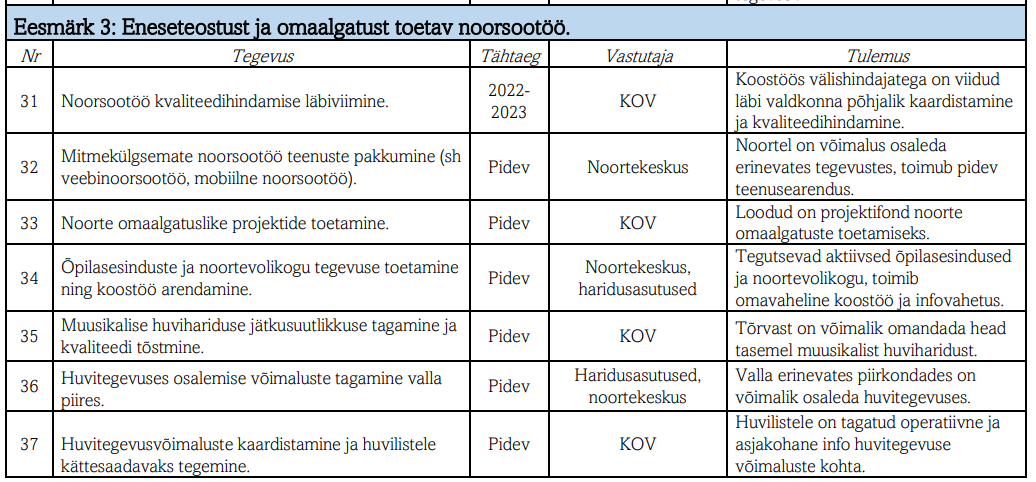 Eesmärk 3: Eneseteostust ja omaalgatust toetav noorsootöö.
Nr Tegevus Tähtaeg Vastutaja Tulemus
31 Noorsootöö kvaliteedihindamise läbiviimine. 2022-
2023 KOV Koostöös välishindajatega on viidud
läbi valdkonna põhjalik kaardistamine
ja kvaliteedihindamine.
32 Mitmekülgsemate noorsootöö teenuste pakkumine (sh
veebinoorsootöö, mobiilne noorsootöö). Pidev Noortekeskus Noortel on võimalus osaleda
erinevates tegevustes, toimub pidev
teenusearendus.
33 Noorte omaalgatuslike projektide toetamine. Pidev KOV Loodud on projektifond noorte
omaalgatuste toetamiseks.
34 Õpilasesinduste ja noortevolikogu tegevuse toetamine
ning koostöö arendamine. Pidev Noortekeskus,
haridusasutused Tegutsevad aktiivsed õpilasesindused
ja noortevolikogu, toimib
omavaheline koostöö ja infovahetus.
35 Muusikalise huvihariduse jätkusuutlikkuse tagamine ja
kvaliteedi tõstmine. Pidev KOV Tõrvast on võimalik omandada head
tasemel muusikalist huviharidust.
36 Huvitegevuses osalemise võimaluste tagamine valla
piires. Pidev Haridusasutused,
noortekeskus Valla erinevates piirkondades on
võimalik osaleda huvitegevuses.
37 Huvitegevusvõimaluste kaardistamine ja huvilistele
kättesaadavaks tegemine. Pidev KOV Huvilistele on tagatud operatiivne ja
asjakohane info huvitegevuse
võimaluste kohta.